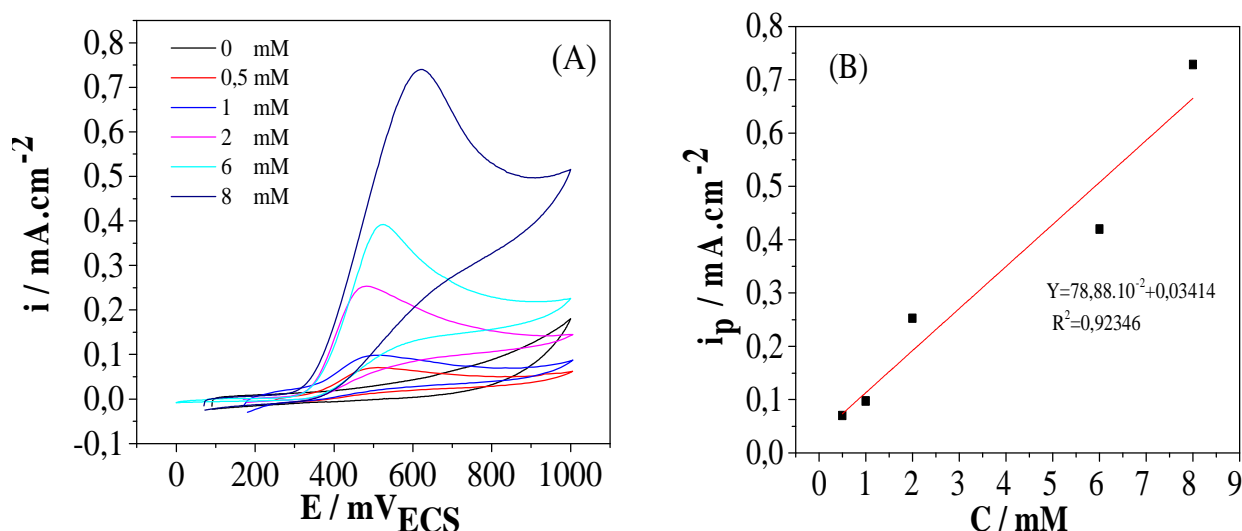 (A)
0 mM
0,5 mM
1 mM
2 mM
6 mM
8 mM
0,8
0,7
0,6
0,5
0,4
0,3
0,2
0,1
0,0
-0,1
i / mA.cm-2
0 200 400 600 800 1000
E / mVECS
(B)
0,8
0,7
0,6
0,5
0,4
0,3
0,2
0,1
0,0
ip / mA.cm-2
Y=78,88.10-2+0,03414
R2=0,92346
0 1 2 3 4 5 6 7 8 9
C / mM